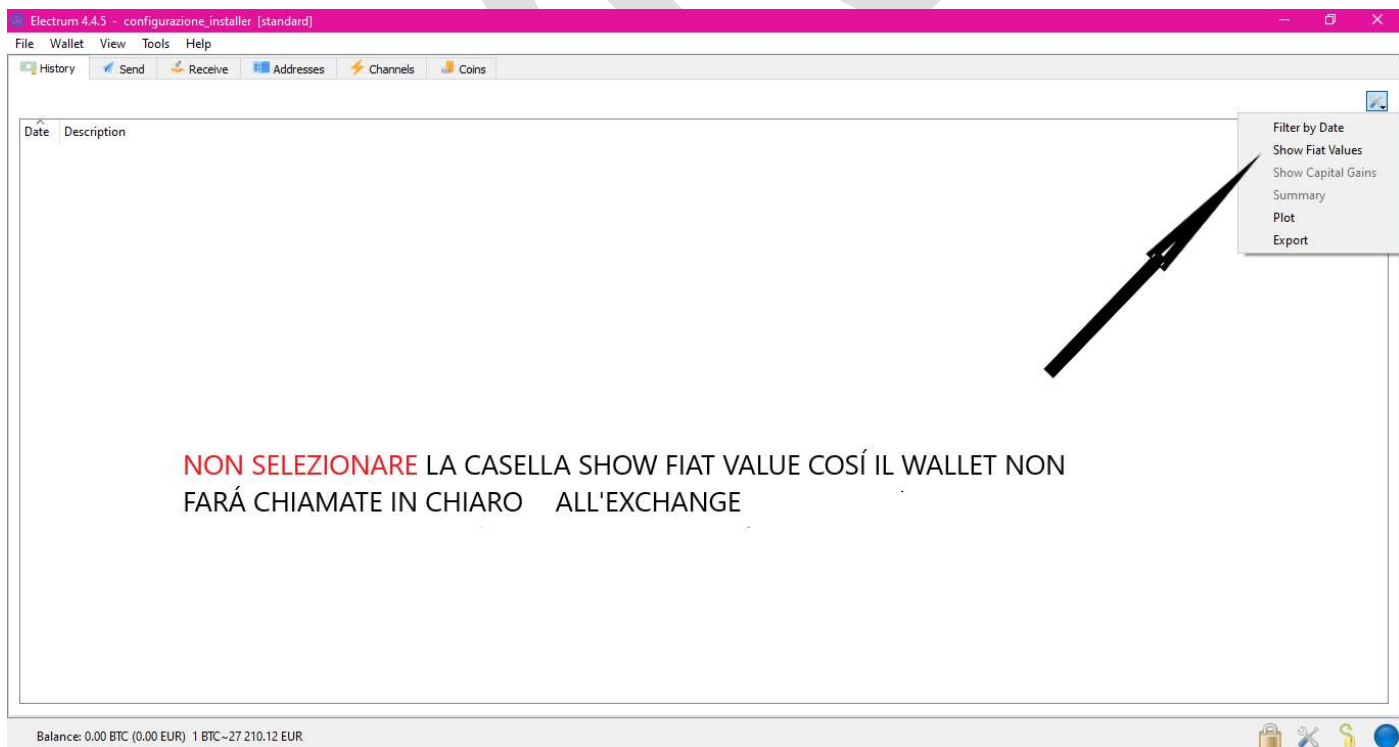 Electrum 4.4.5 - configurazione_installer [standard]
File Wallet View Tools Help
History Send Receive Addresses Channels Coins
Date Description
Filter by Date
Show Fiat Values
Show Capital Gains
Summary
Plot
Export
NON SELEZIONARE LA CASELLA SHOW FIAT VALUE COSÍ IL WALLET NON
FARÁ CHIAMATE IN CHIARO ALL'EXCHANGE
Balance: 0.00 BTC (0.00 EUR) 1 BTC~27 210.12 EUR